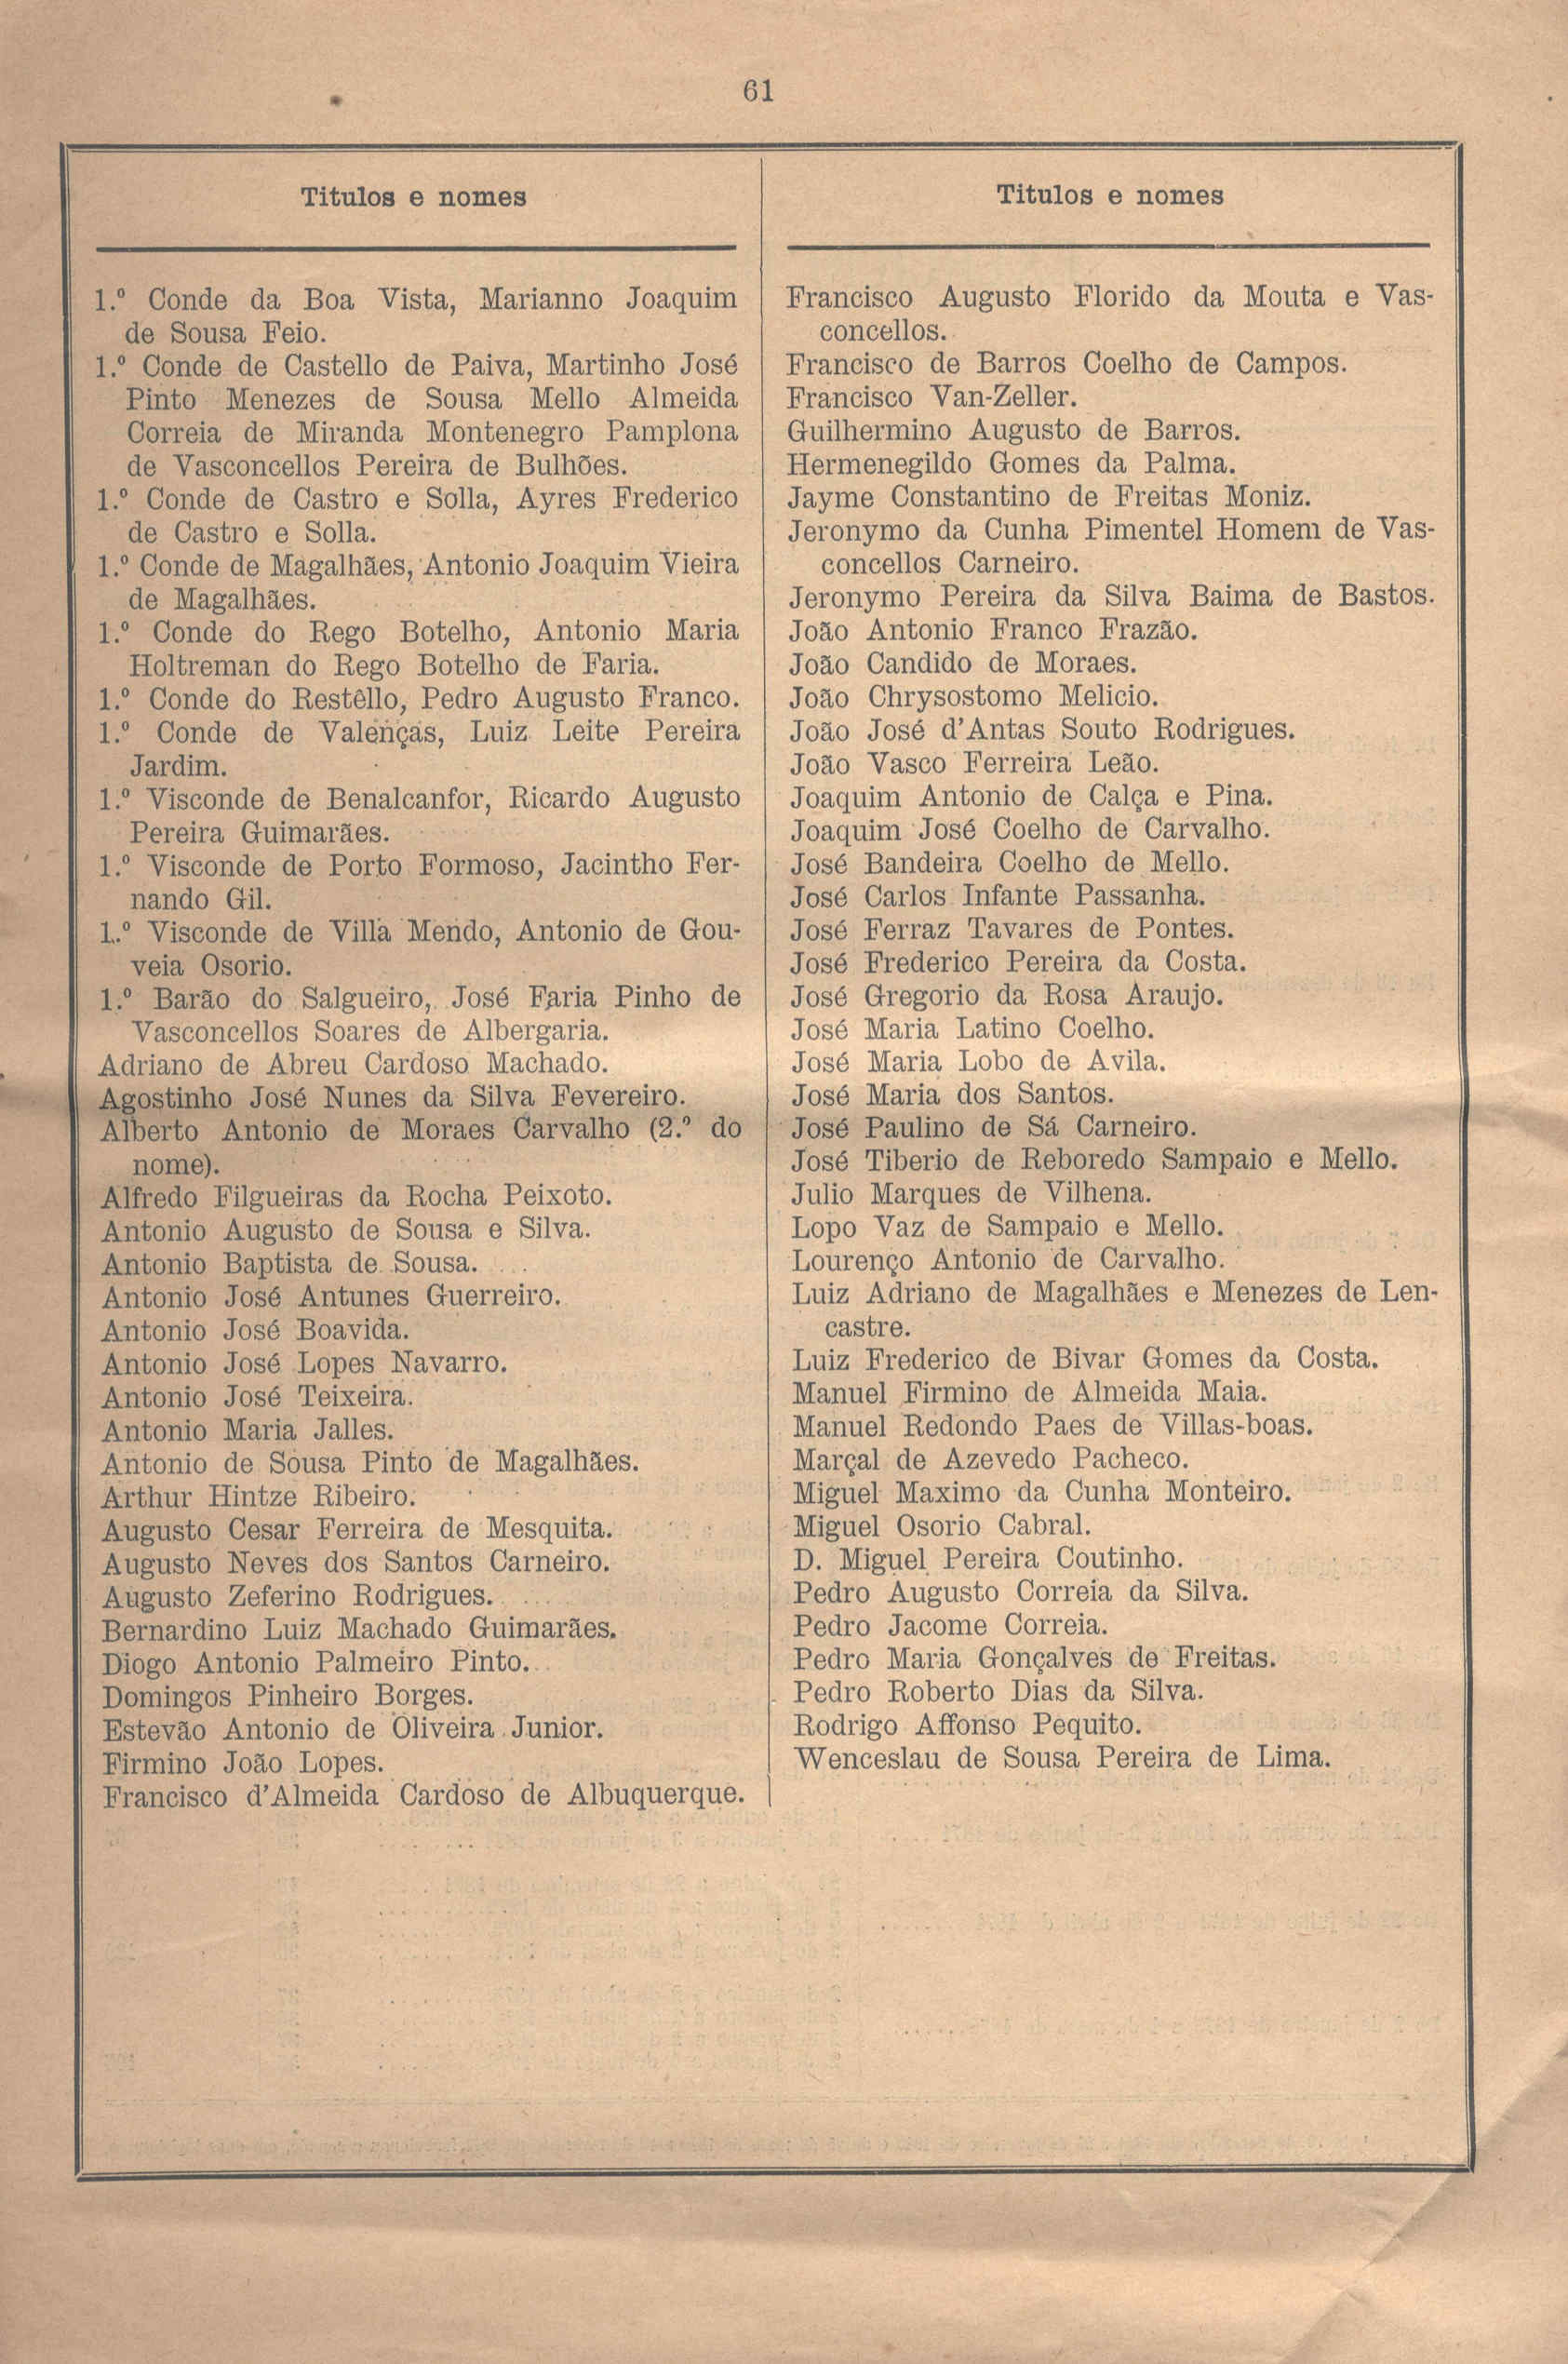 61
Titulos e nomes
1.º Conde da Boa Vista, Marianno Joaquim
de Sousa Feio.
1.º Conde de Castello de Paiva, Martinho José
Pinto Menezes de Sousa Mello Almeida
Correia de Miranda Montenegro Pamplona
de Vasconcellos Pereira de Bulhões.
1.º Conde de Castro e Solla, Ayres Frederico
de Castro e Solla.
1.º Conde de Magalhães, Antonio Joaquim Vieira
de Magalhães.
1.º Conde do Rego Botelho, Antonio Maria
Holtreman do Rego Botelho de Faria.
1.º Conde do Restêllo, Pedro Augusto Franco.
1.º Conde de Valenças, Luiz Leite Pereira
Jardim.
1.º Visconde de Benalcanfor, Ricardo Augusto
Pereira Guimarães.
1.º Visconde de Porto Formoso, Jacintho Fer-
nando Gil.
1.º Visconde de Villa Mendo, Antonio de Gou-
veia Osorio.
1.º Barão do Salgueiro, José Faria Pinho de
Vasconcellos Soares de Albergaria.
Adriano de Abreu Cardoso Machado.
Agostinho José Nunes da Silva Fevereiro.
Alberto Antonio de Moraes Carvalho (2.º do
nome).
Alfredo Filgueiras da Rocha Peixoto.
Antonio Augusto de Sousa e Silva.
Antonio Baptista de Sousa.
Antonio José Antunes Guerreiro.
Antonio José Boavida.
Antonio José Lopes Navarro.
Antonio José Teixeira.
Antonio Maria Jalles.
Antonio de Sousa Pinto de Magalhães.
Arthur Hintze Ribeiro.
Augusto Cesar Ferreira de Mesquita.
Augusto Neves dos Santos Carneiro.
Augusto Zeferino Rodrigues.
Bernardino Luiz Machado Guimarães.
Diogo Antonio Palmeiro Pinto.
Domingos Pinheiro Borges.
Estevão Antonio de Oliveira Junior.
Firmino João Lopes.
Francisco d'Almeida Cardoso de Albuquerque.
Titulos e nomes
Francisco Augusto Florido da Mouta e Vas-
concellos.
Francisco de Barros Coelho de Campos.
Francisco Van-Zeller.
Guilhermino Augusto de Barros.
Hermenegildo Gomes da Palma.
Jayme Constantino de Freitas Moniz.
Jeronymo da Cunha Pimentel Homem de Vas-
concellos Carneiro.
Jeronymo Pereira da Silva Baima de Bastos.
João Antonio Franco Frazão.
João Candido de Moraes.
João Chrysostomo Melicio.
João José d'Antas Souto Rodrigues.
João Vasco Ferreira Leão.
Joaquim Antonio de Calça e Pina.
Joaquim José Coelho de Carvalho.
José Bandeira Coelho de Mello.
José Carlos Infante Passanha.
José Ferraz Tavares de Pontes.
José Frederico Pereira da Costa.
José Gregorio da Rosa Araujo.
José Maria Latino Coelho.
José Maria Lobo de Avila.
José Maria dos Santos.
José Paulino de Sá Carneiro.
José Tiberio de Reboredo Sampaio e Mello.
Julio Marques de Vilhena.
Lopo Vaz de Sampaio e Mello.
Lourenço Antonio de Carvalho.
Luiz Adriano de Magalhães e Menezes de Len-
castre.
Luiz Frederico de Bivar Gomes da Costa.
Manuel Firmino de Almeida Maia.
Manuel Redondo Paes de Villas-boas.
Marçal de Azevedo Pacheco.
Miguel Maximo da Cunha Monteiro.
Miguel Osorio Cabral.
D. Miguel Pereira Coutinho.
Pedro Augusto Correia da Silva.
Pedro Jacome Correia.
Pedro Maria Gonçalves de Freitas.
Pedro Roberto Dias da Silva.
Rodrigo Affonso Pequito.
Wenceslau de Sousa Pereira de Lima.